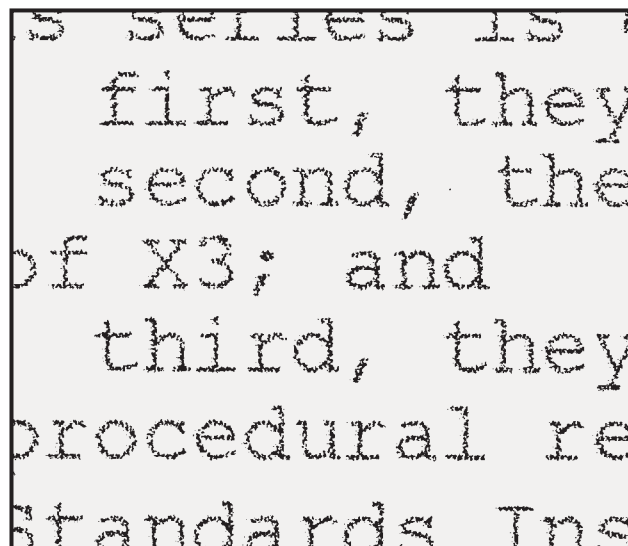 s series is
first, they
second, the
of X3; and
third, they
procedural re
Standards Ins